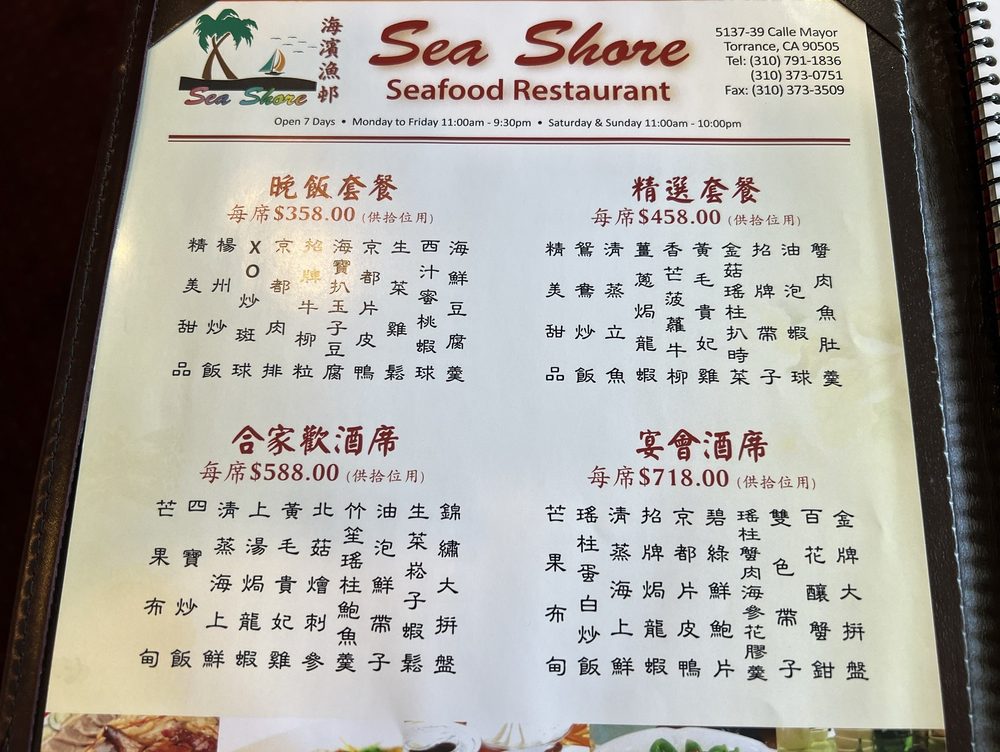 海濱漁邨
Sea Shore
Sea Shore
Seafood Restaurant
5137-39 Calle Mayor
Torrance, CA 90505
Tel: (310) 791-1836
(310) 373-0751
Fax: (310) 373-3509
Open 7 Days • Monday to Friday 11:00am - 9:30pm • Saturday & Sunday 11:00am - 10:00pm
晚飯套餐
每席$358.00 (供拾位用)
海鮮豆腐羹
西汁蜜桃蝦球
生菜雞鬆
京都片皮鴨
海寶扒玉子豆腐
招牌牛柳粒
京都肉排
XO炒斑球
楊州炒飯
精美甜品
精選套餐
每席$458.00 (供拾位用)
蟹肉魚肚羹
油泡蝦球
招牌帶子
金菇瑤柱扒時菜
黃毛貴妃雞
香芒菠蘿牛柳
薑蔥焗龍蝦
清蒸立魚
鴛鴦炒飯
精美甜品
合家歡酒席
每席$588.00 (供拾位用)
錦繡大拼盤
生菜崧子蝦鬆
油泡鮮帶子
竹笙瑤柱鮑魚羹
北菇燴刺參
黃毛貴妃雞
上湯焗龍蝦
清蒸海上鮮
四寶炒飯
芒果布甸
宴會酒席
每席$718.00 (供拾位用)
金牌大拼盤
百花釀蟹鉗
雙色帶子
瑤柱蟹肉海參花膠羹
碧綠鮮鮑片
京都片皮鴨
招牌焗龍蝦
清蒸海上鮮
瑤柱蛋白炒飯
芒果布甸